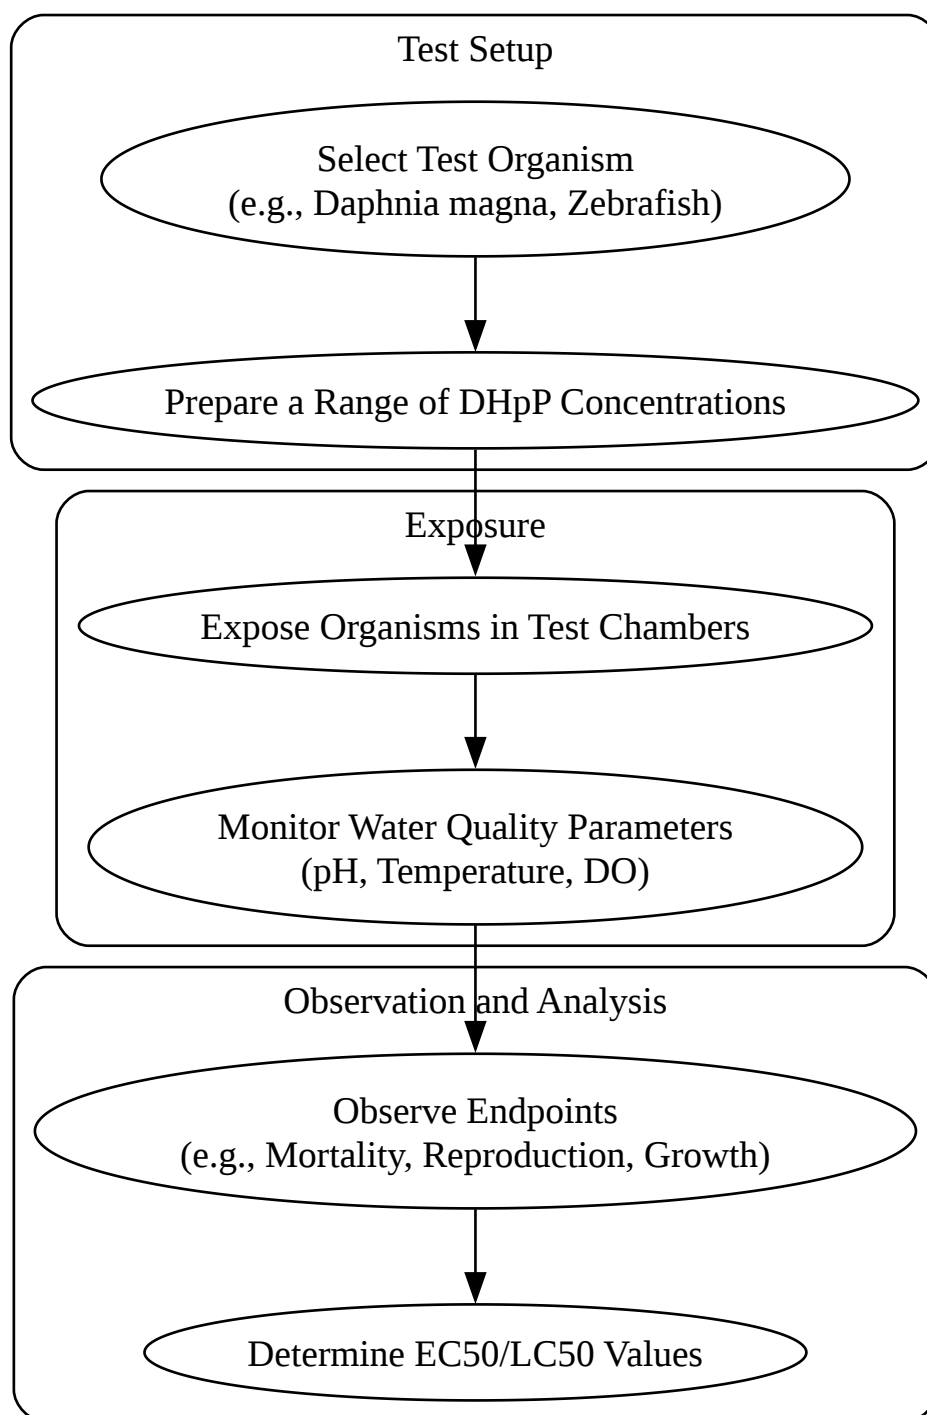 Test Setup
Select Test Organism
(e.g., Daphnia magna, Zebrafish)
Prepare a Range of DHpP Concentrations
Exposure
Expose Organisms in Test Chambers
Monitor Water Quality Parameters
(pH, Temperature, DO)
Observation and Analysis
Observe Endpoints
(e.g., Mortality, Reproduction, Growth)
Determine EC50/LC50 Values